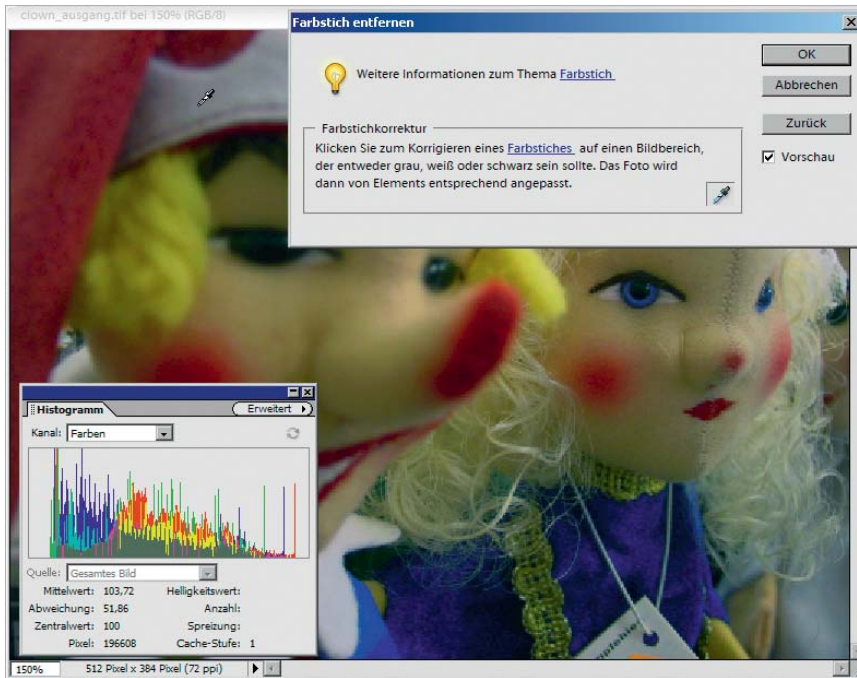 clown_ausgang.tif bei 150% (RGB/8)
Farbstich entfernen
Weitere Informationen zum Thema Farbstich
OK
Abbrechen
Zurück
Vorschau
Farbstichkorrektur
Klicken Sie zum Korrigieren eines Farbstiches auf einen Bildbereich,
der entweder grau, weiß oder schwarz sein sollte. Das Foto wird
dann von Elements entsprechend angepasst.
Histogramm
Erweitert
Kanal: Farben
Quelle: Gesamtes Bild
Mittelwert: 103,72 Helligkeitswert:
Abweichung: 51,86 Anzahl:
Zentralwert: 100 Spreizung:
Pixel: 196608 Cache-Stufe: 1
150% 512 Pixel x 384 Pixel (72 ppi)